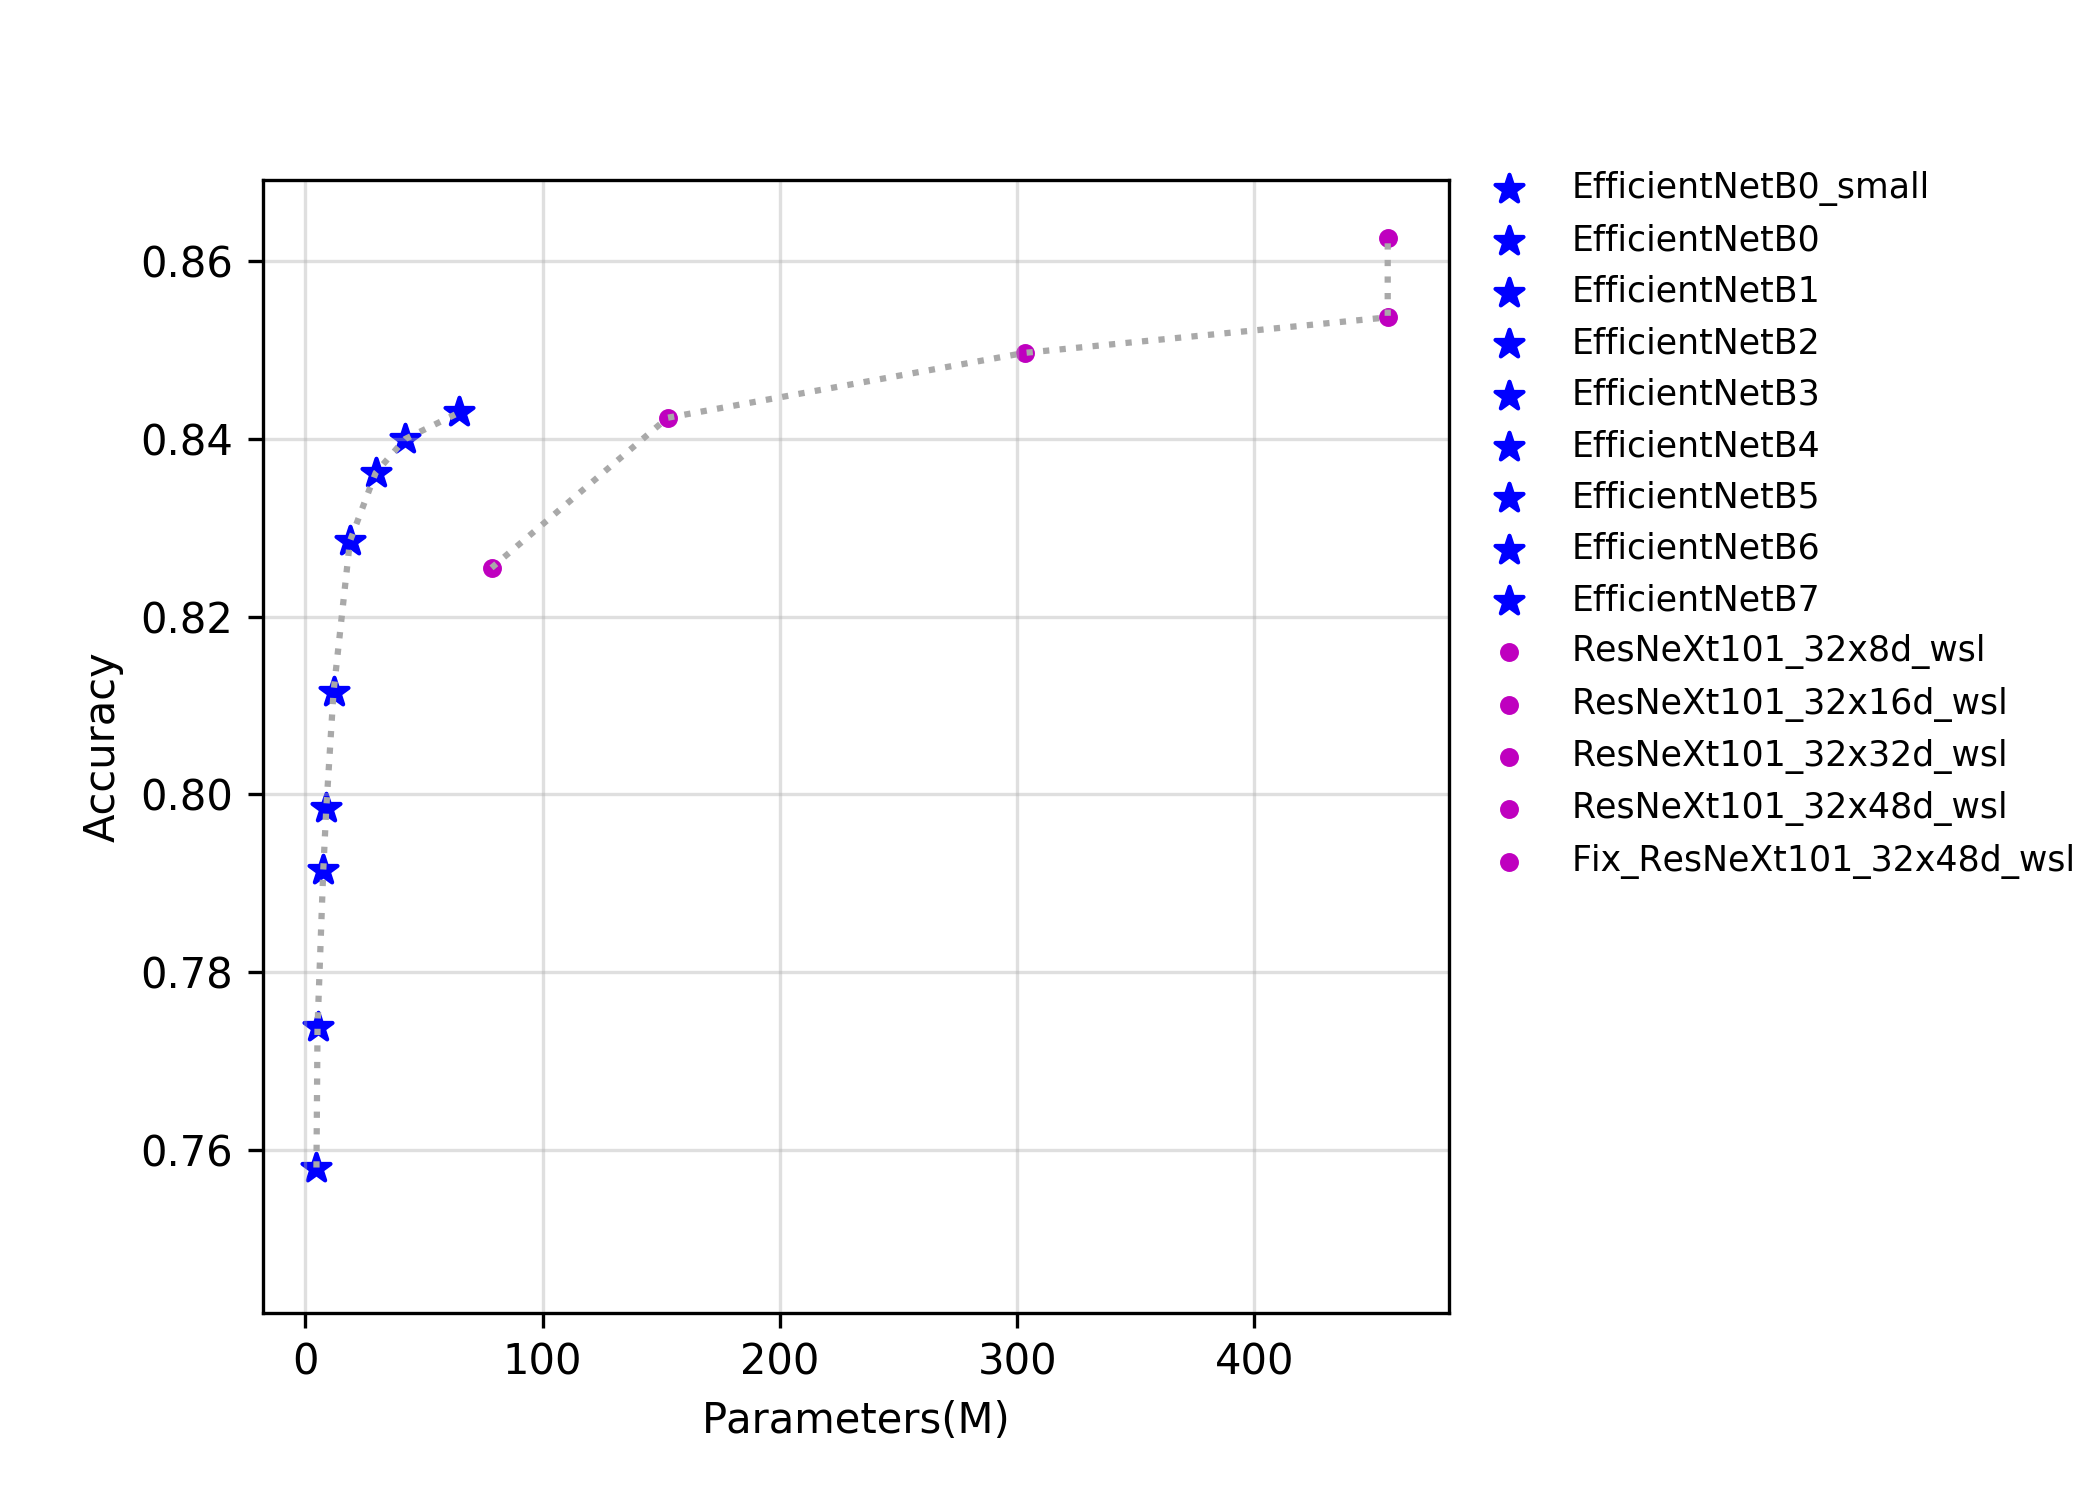 0.86
0.84
0.82
0.80
0.78
0.76
Accuracy
0 100 200 300 400
Parameters(M)
EfficientNetB0_small
EfficientNetB0
EfficientNetB1
EfficientNetB2
EfficientNetB3
EfficientNetB4
EfficientNetB5
EfficientNetB6
EfficientNetB7
ResNeXt101_32x8d_wsl
ResNeXt101_32x16d_wsl
ResNeXt101_32x32d_wsl
ResNeXt101_32x48d_wsl
Fix_ResNeXt101_32x48d_wsl